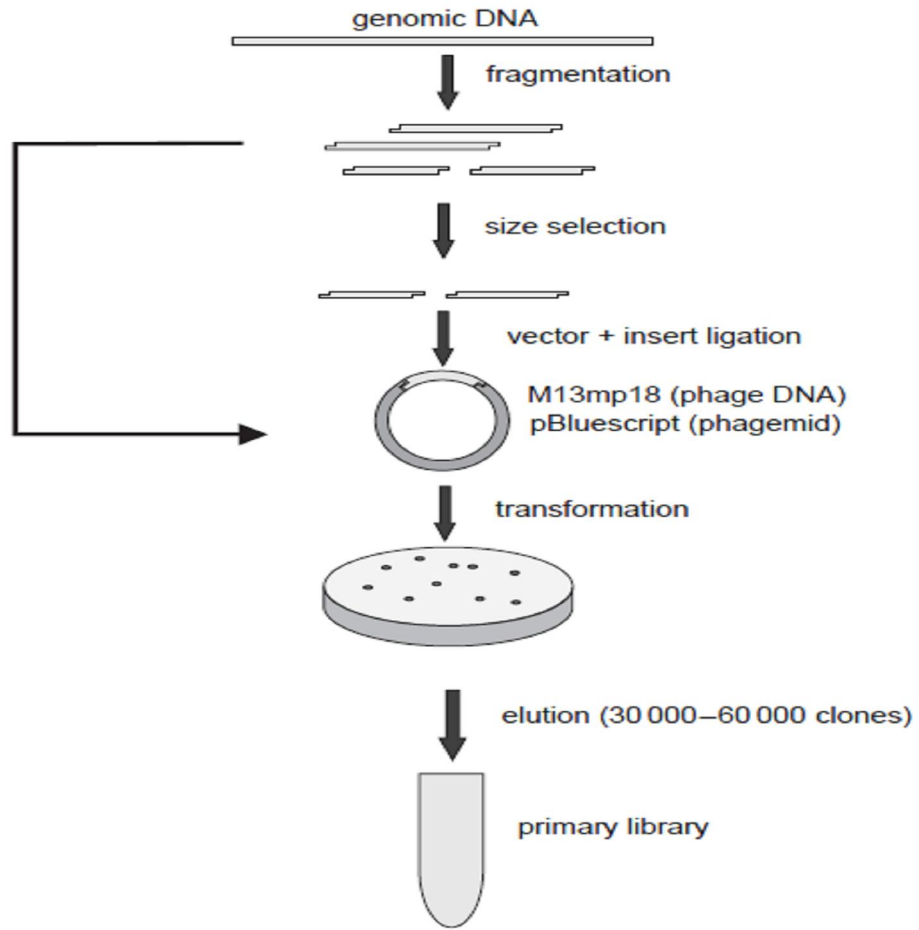 genomic DNA
fragmentation
size selection
vector + insert ligation
M13mp18 (phage DNA)
pBluescript (phagemid)
transformation
elution (30 000–60 000 clones)
primary library